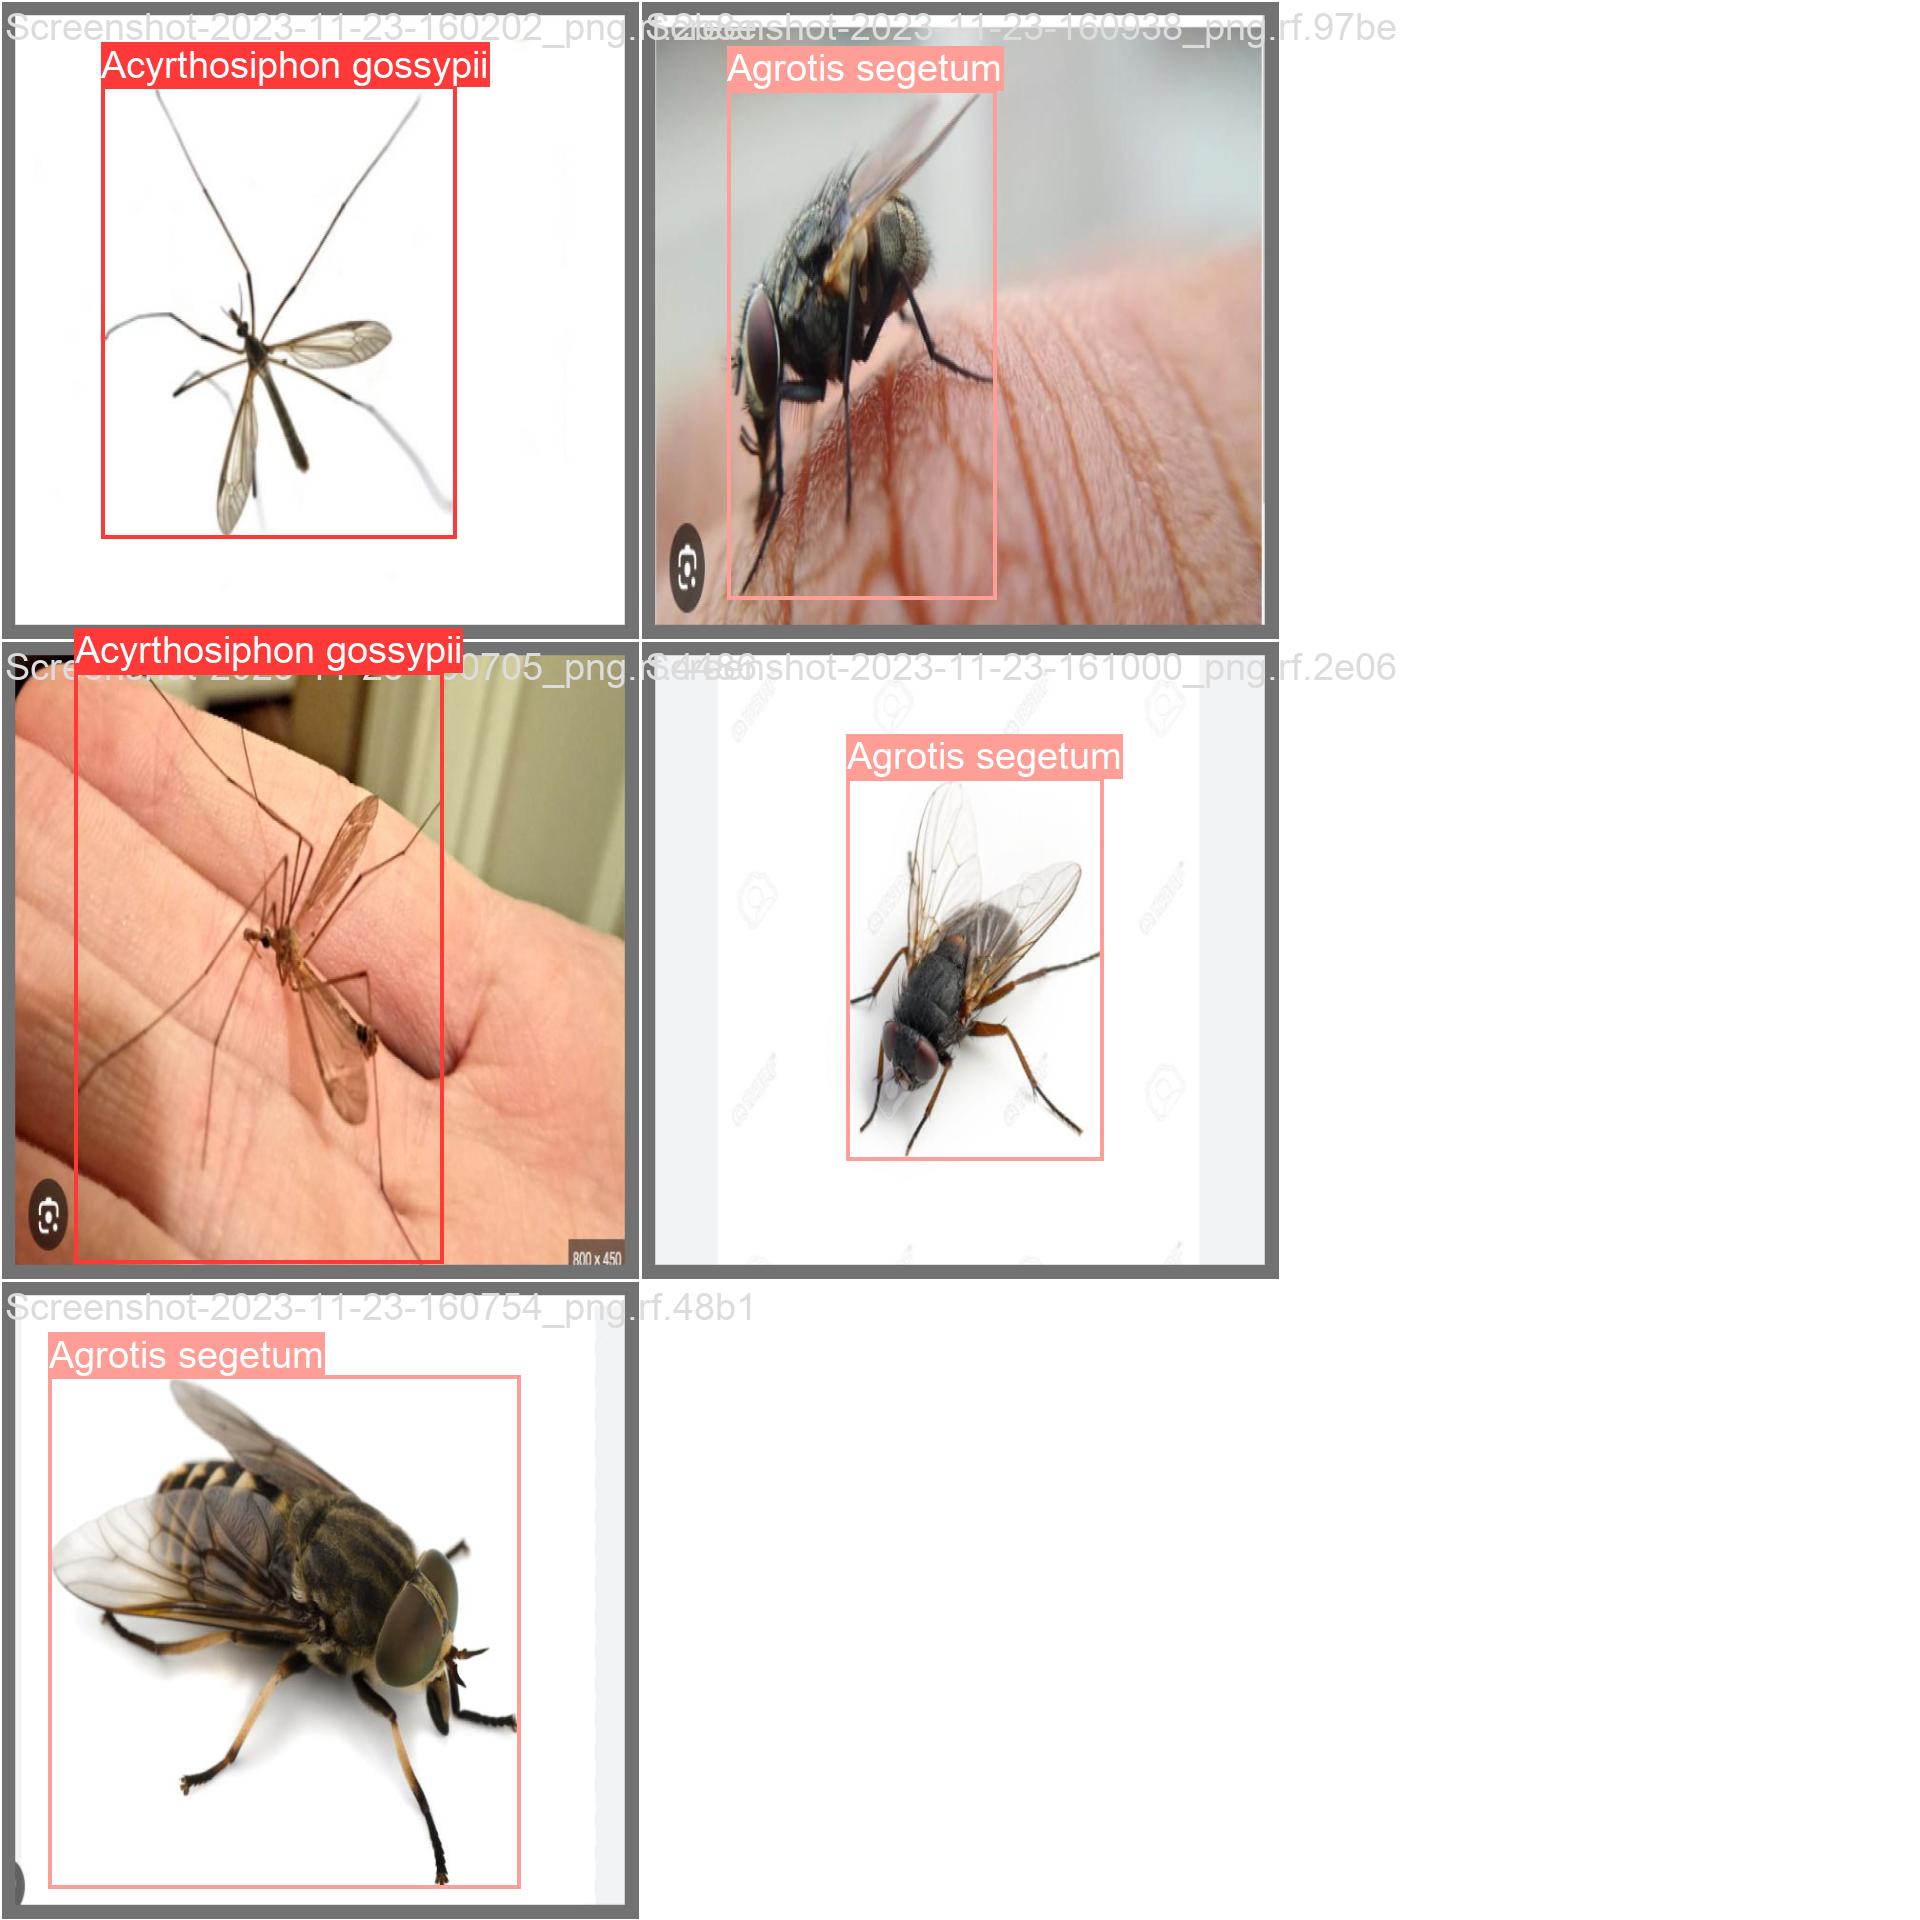 Screenshot-2023-11-23-160202_png.r
Screenshot-2023-11-23-160938_png.rf.97be
Acyrthosiphon gossypii
Agrotis segetum
Acyrthosiphon gossypii
Screenshot-2023-11-23-161000_png.rf.2e06
Agrotis segetum
800 x 450
Screenshot-2023-11-23-160754_png.rf.48b1
Agrotis segetum